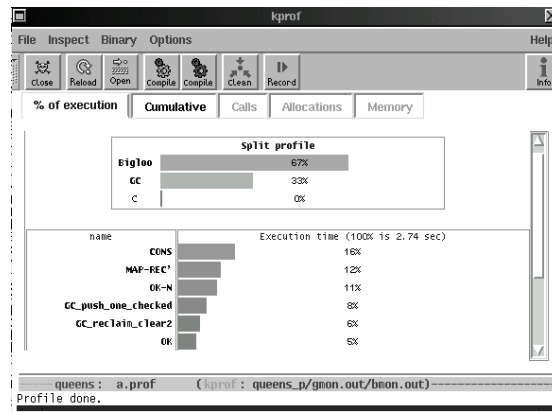 kprof
File Inspect Binary Options Help
Close Reload Open Compile Compile Clean Record Info
% of execution Cumulative Calls Allocations Memory
Split profile
Bigloo 67%
GC 33%
C 0%
name Execution time (100% is 2.74 sec)
CONS 16%
MAP-REC' 12%
OK-N 11%
GC_push_one_checked 8%
GC_reclaim_clear2 6%
OK 5%
queens: a.prof (kprof: queens_p/gmon.out/bmon.out)
Profile done.